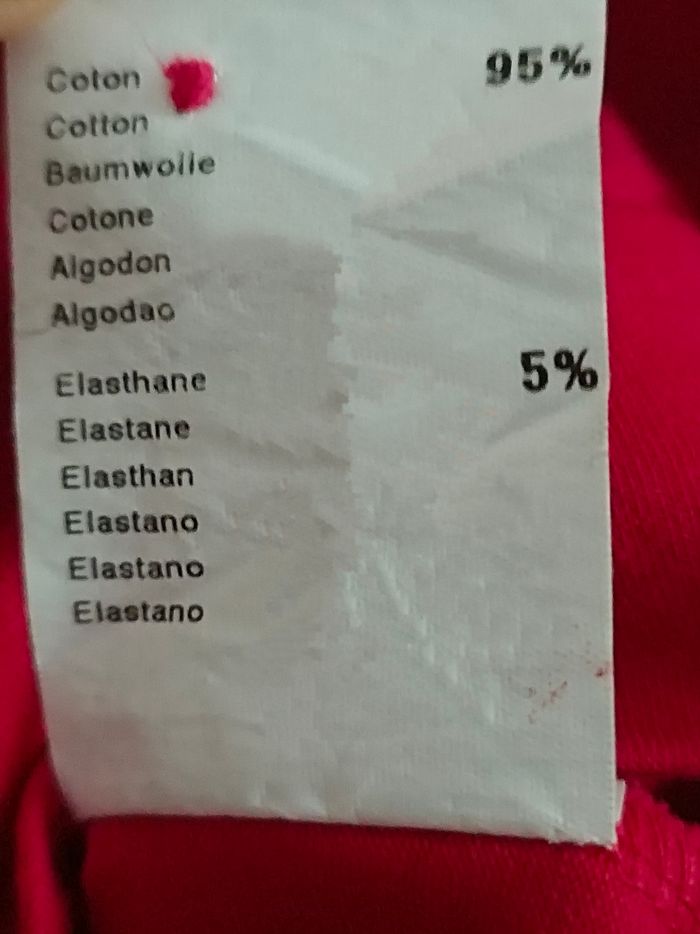 Coton 95%
Cotton
Baumwolle
Cotone
Algodon
Algodao
Elasthane 5%
Elastane
Elasthan
Elastano
Elastano
Elastano